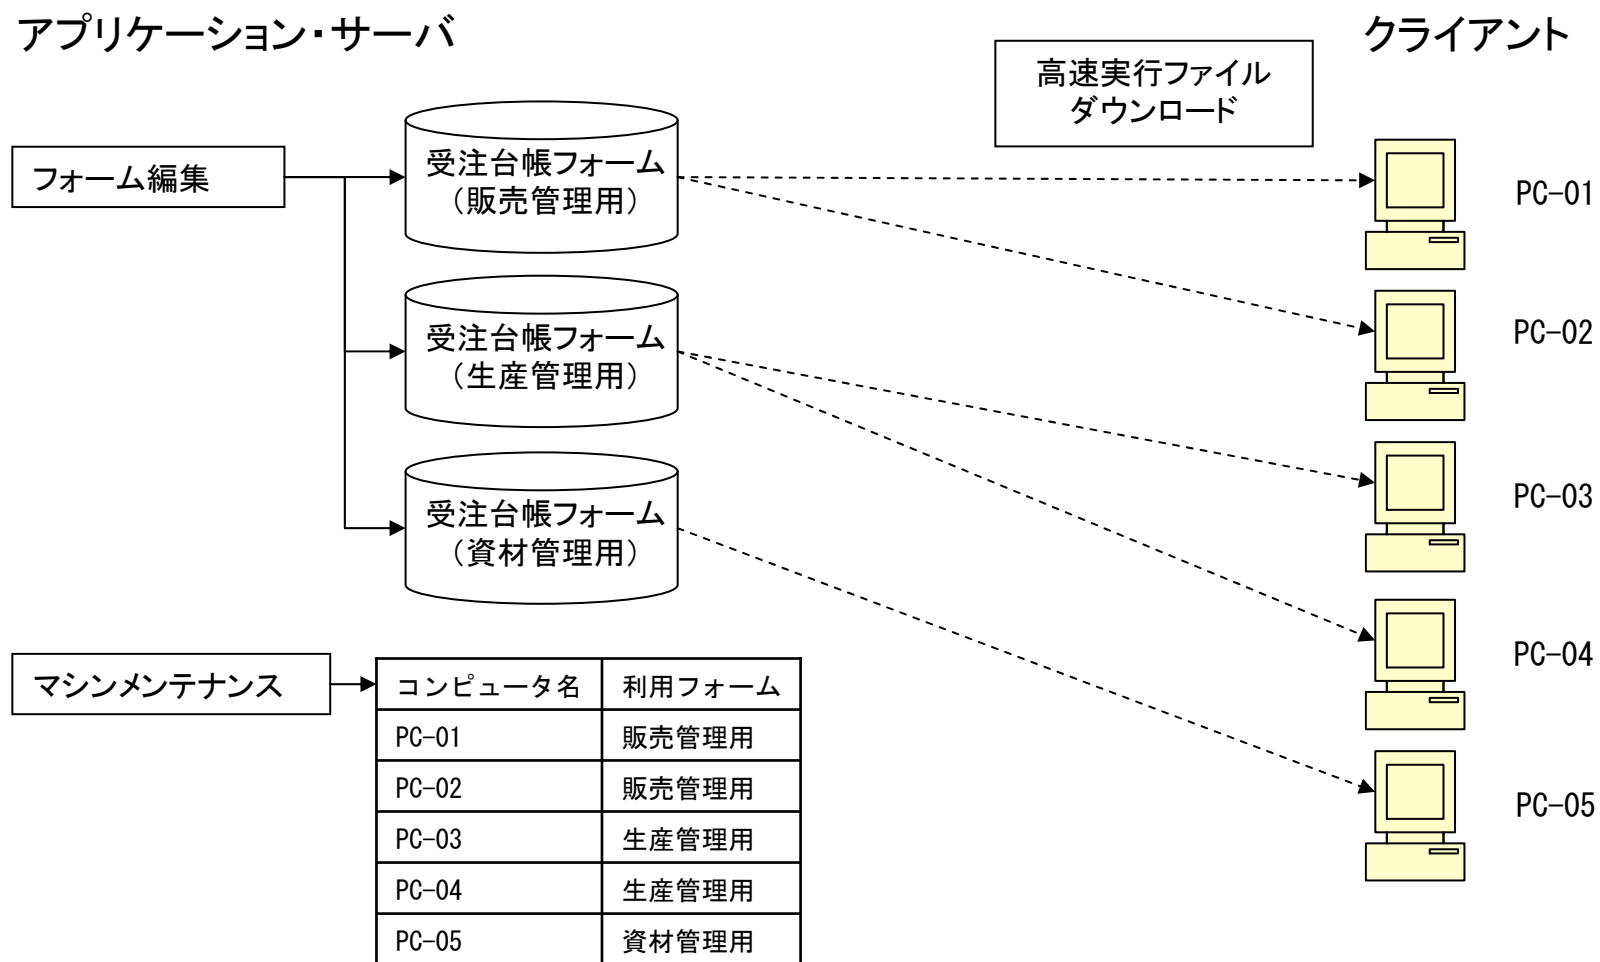 アプリケーション・サーバ
クライアント
高速実行ファイル
ダウンロード
フォーム編集
受注台帳フォーム
（販売管理用）
受注台帳フォーム
（生産管理用）
受注台帳フォーム
（資材管理用）
PC-01
PC-02
PC-03
PC-04
PC-05
マシンメンテナンス
コンピュータ名 利用フォーム
PC-01 販売管理用
PC-02 販売管理用
PC-03 生産管理用
PC-04 生産管理用
PC-05 資材管理用